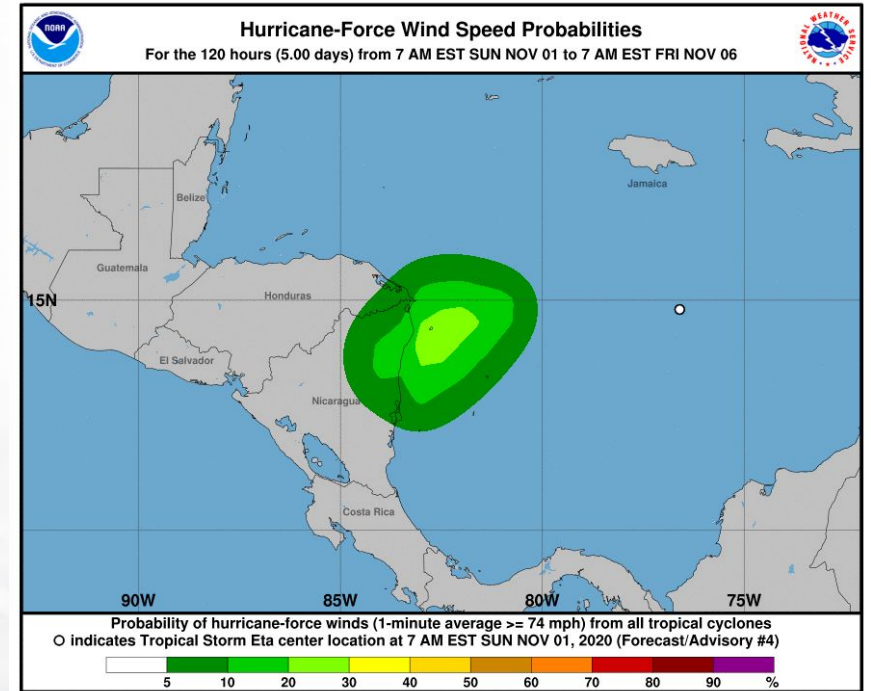 NOAA
NATIONAL WEATHER SERVICE
Hurricane-Force Wind Speed Probabilities
For the 120 hours (5.00 days) from 7 AM EST SUN NOV 01 to 7 AM EST FRI NOV 06
Jamaica
Belize
Guatemala
Honduras
15N
El Salvador
Nicaragua
Costa Rica
90W 85W 80W 75W
Probability of hurricane-force winds (1-minute average >= 74 mph) from all tropical cyclones
O indicates Tropical Storm Eta center location at 7 AM EST SUN NOV 01, 2020 (Forecast/Advisory #4)
5 10 20 30 40 50 60 70 80 90 %